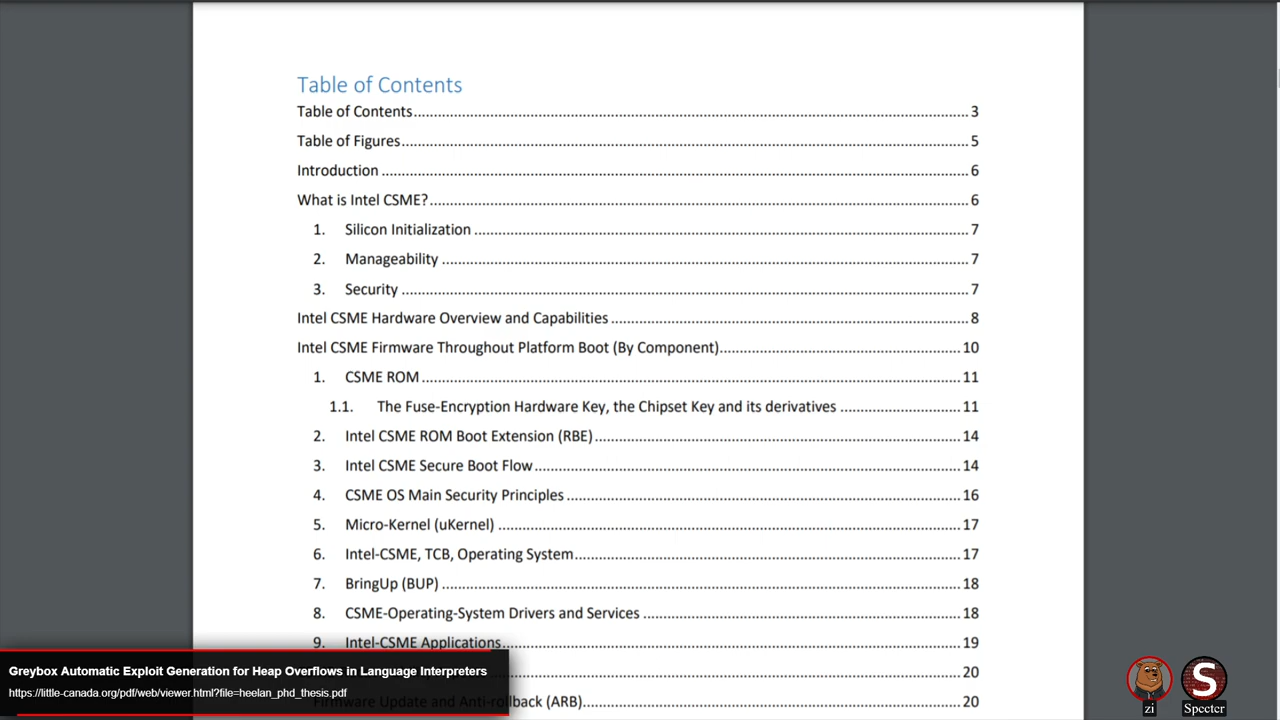 Table of Contents
Table of Contents 3
Table of Figures 5
Introduction 6
What is Intel CSME? 6
1. Silicon Initialization 7
2. Manageability 7
3. Security 7
Intel CSME Hardware Overview and Capabilities 8
Intel CSME Firmware Throughout Platform Boot (By Component) 10
1. CSME ROM 11
1.1. The Fuse-Encryption Hardware Key, the Chipset Key and its derivatives 11
2. Intel CSME ROM Boot Extension (RBE) 14
3. Intel CSME Secure Boot Flow 14
4. CSME OS Main Security Principles 16
5. Micro-Kernel (uKernel) 17
6. Intel-CSME, TCB, Operating System 17
7. BringUp (BUP) 18
8. CSME-Operating-System Drivers and Services 18
9. Intel-CSME Applications 19
20
Firmware Update and Anti-rollback (ARB) 20
Greybox Automatic Exploit Generation for Heap Overflows in Language Interpreters
https://little-canada.org/pdf/web/viewer.html?file=heelan_phd_thesis.pdf
zi
S
Specter